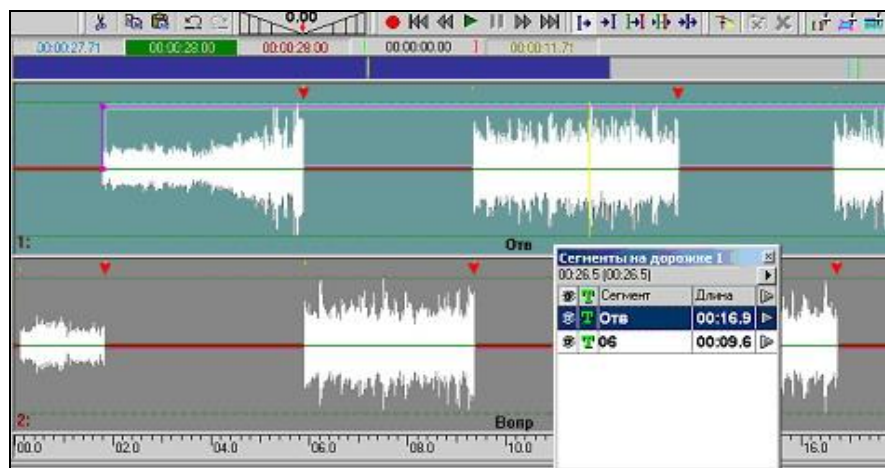 0,00
00:00:27.71 00:00:28.00 00:00:28.00 00:00:00.00 00:00:11.71
1: Отв
Сегменты на дорожке 1
00:26.5 (00:26.5)
Сегмент Длина
T Отв 00:16.9
T 06 00:09.6
2: Вопр
00.0 02.0 04.0 06.0 08.0 10.0 16.0